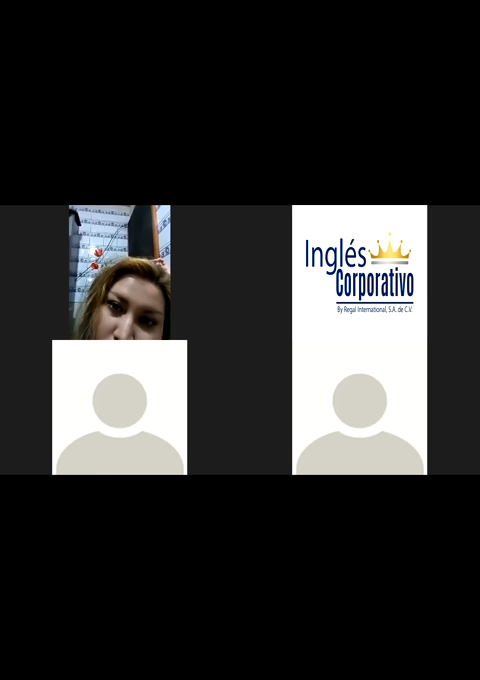 Inglés
Corporativo
By Regal International, S.A. de C.V.